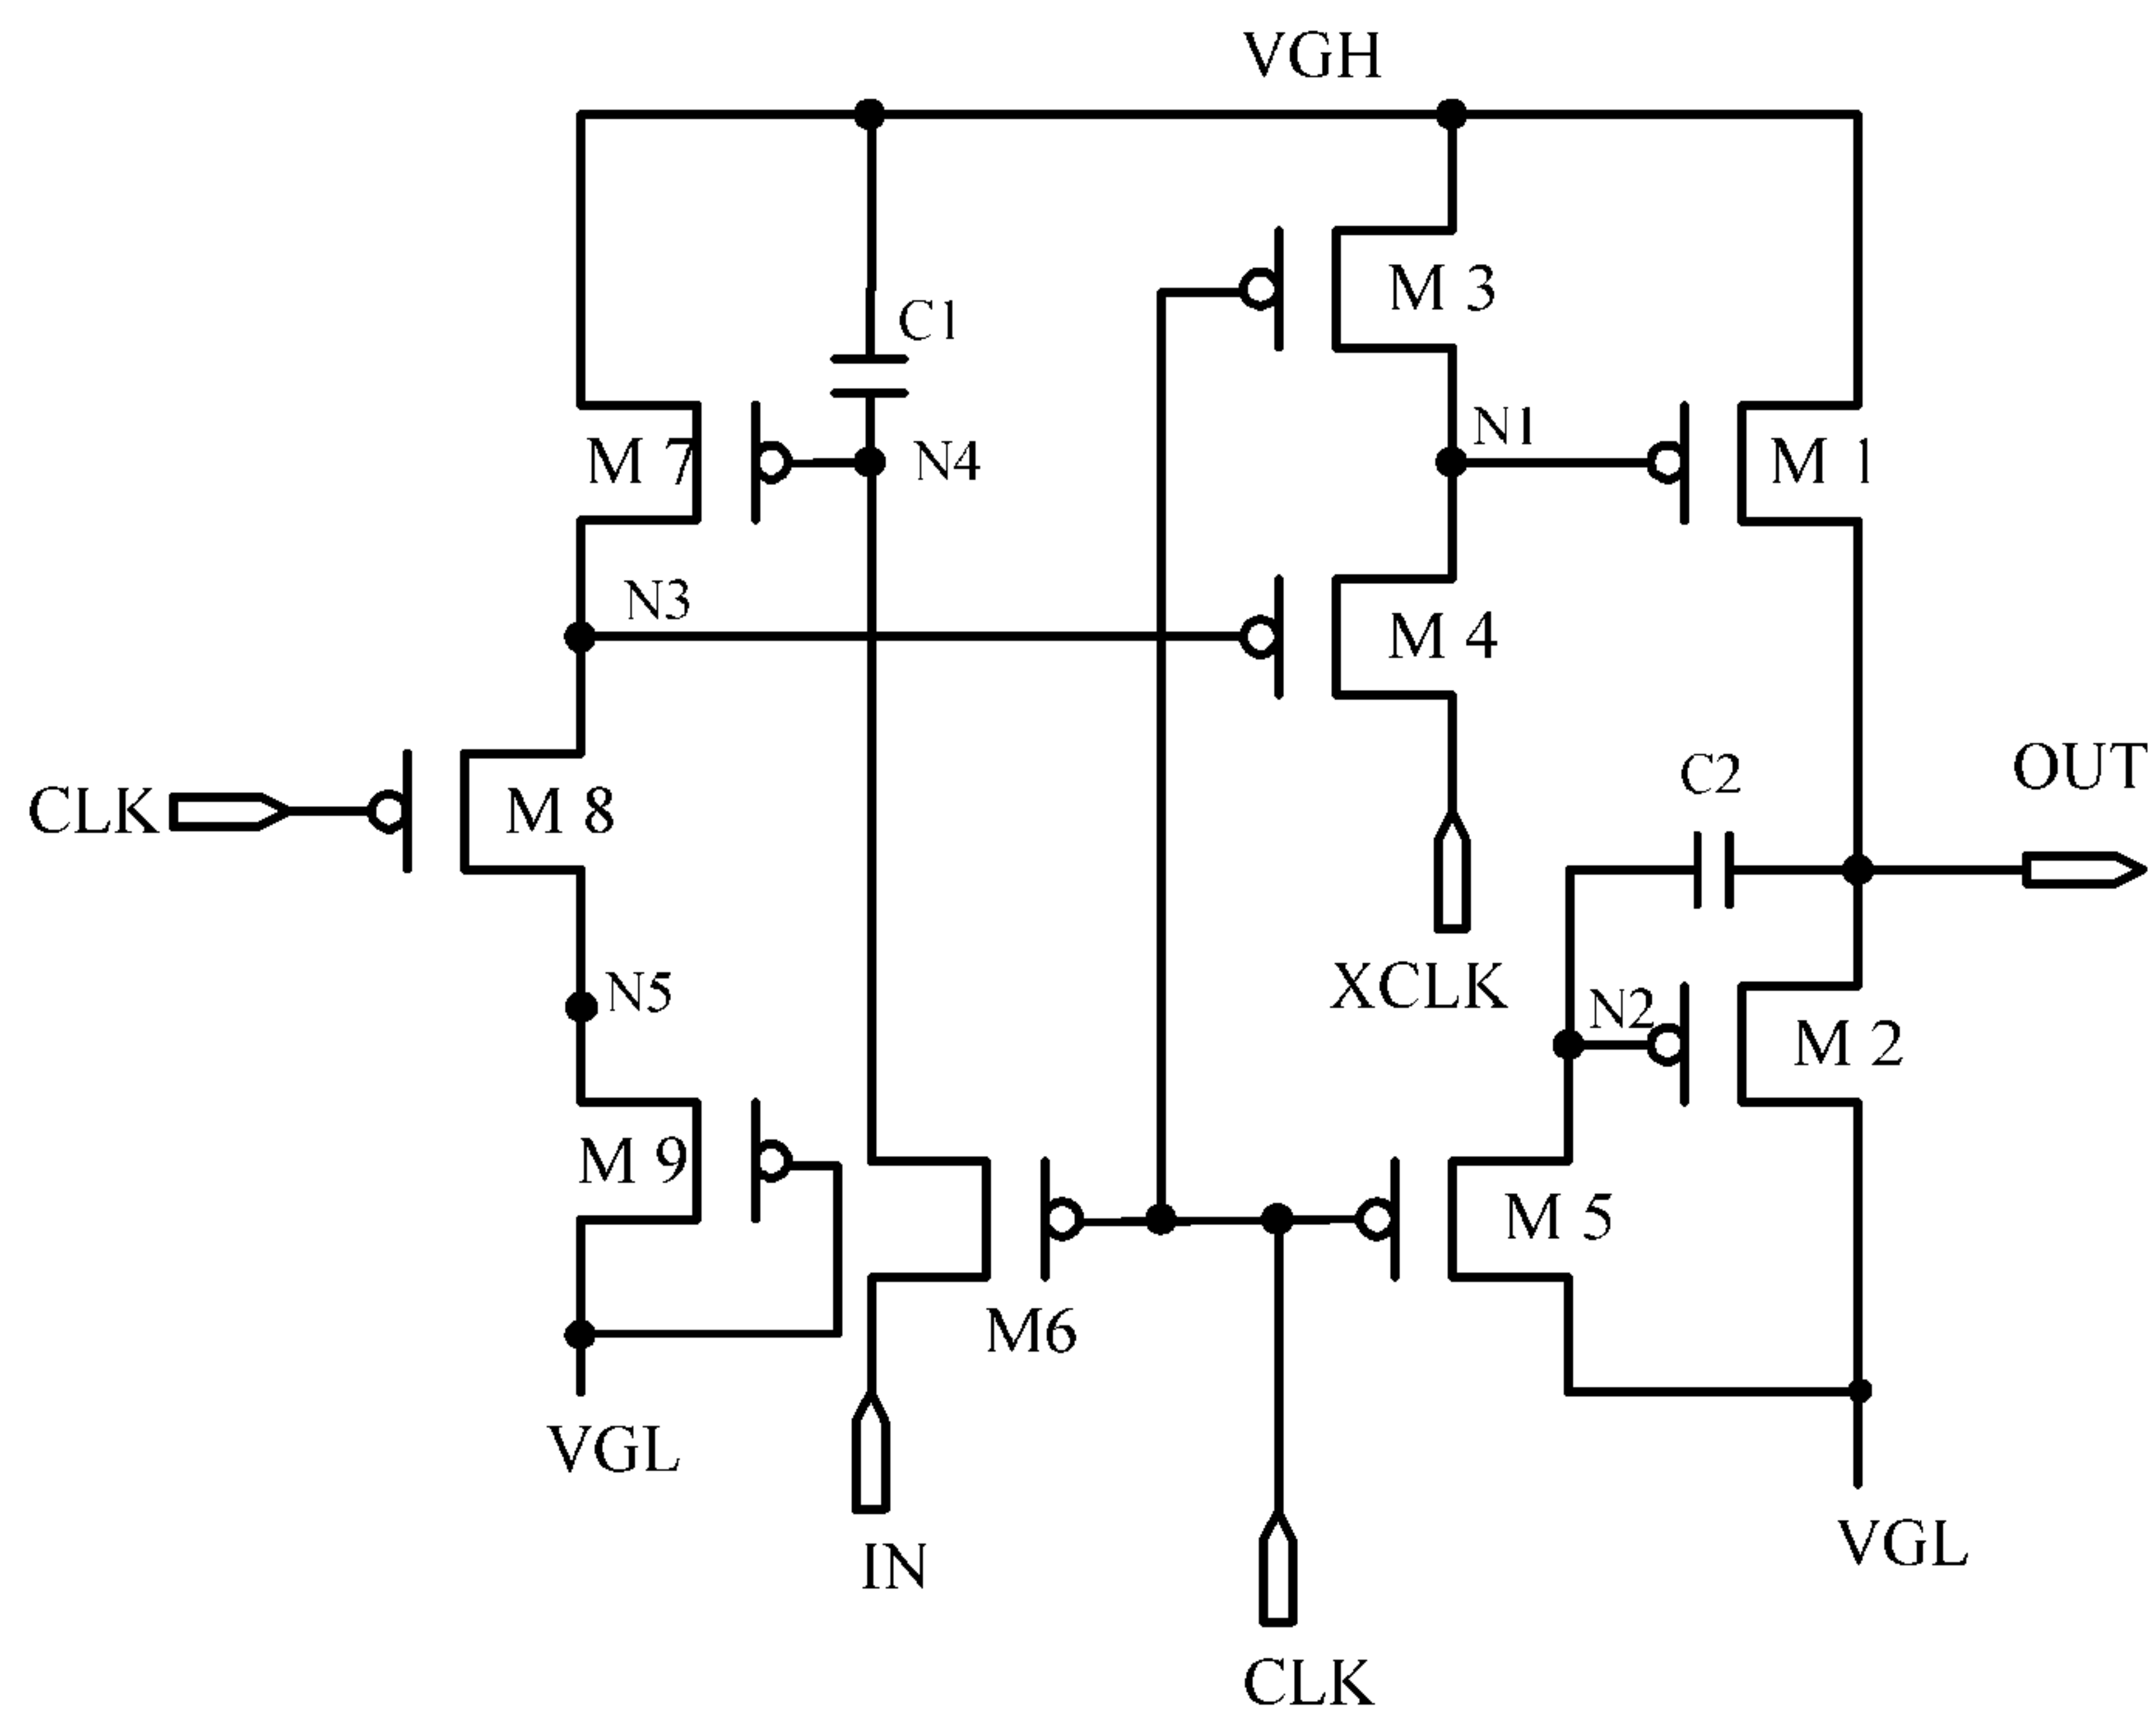 VGH
M 3
C1
N1
M 7
N4
M 1
N3
M 4
OUT
C2
CLK
M 8
XCLK
N5
N2
M 2
M 9
M 5
M6
VGL
VGL
IN
CLK